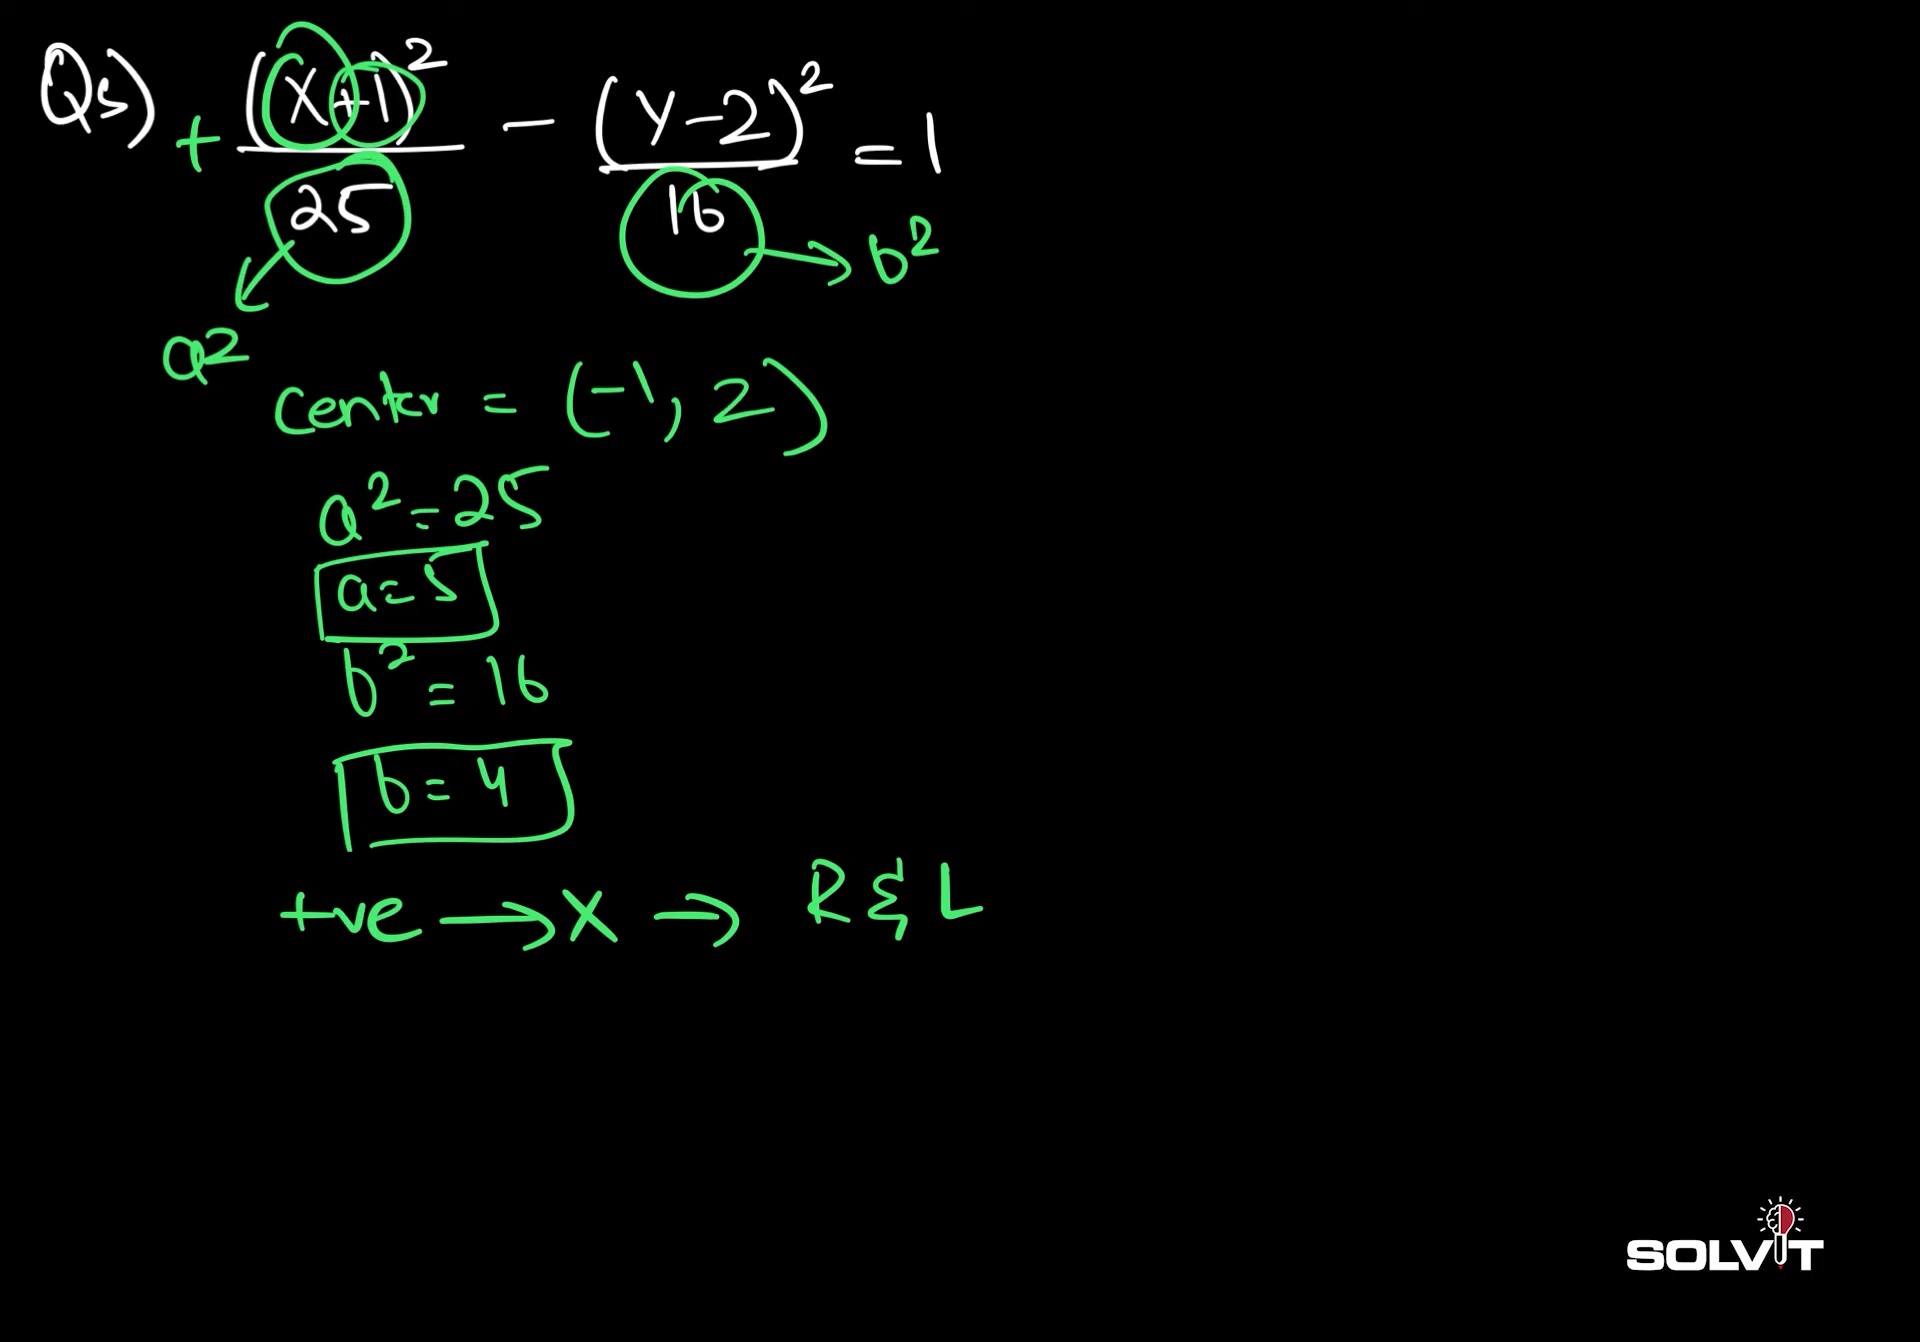 Qs) + (x+1)² / 25 - (y-2)² / 16 = 1
a² b²
center = (-1, 2)
a² = 25
a = 5
b² = 16
b = 4
+ve → x → R & L
SOLVIT